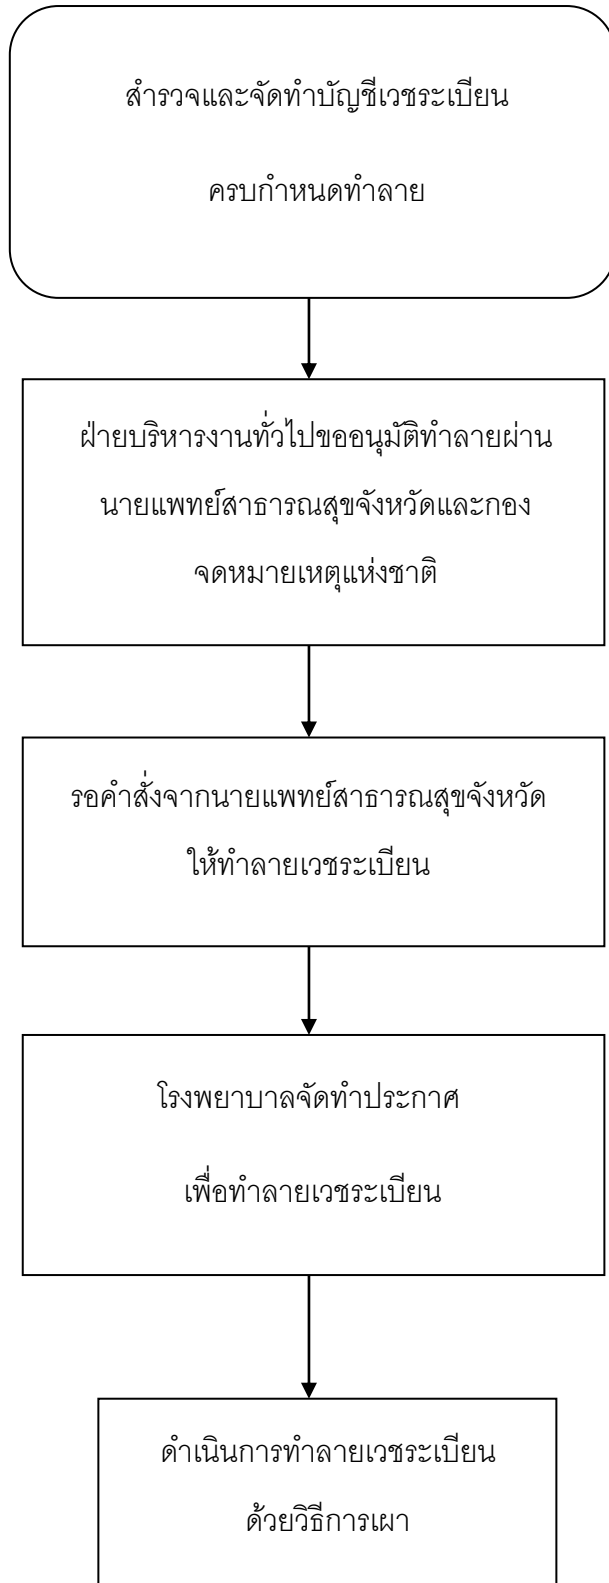 สำรวจและจัดทำบัญชีเวชระเบียน
ครบกำหนดทำลาย
ฝ่ายบริหารงานทั่วไปขออนุมัติทำลายผ่าน
นายแพทย์สาธารณสุขจังหวัดและกอง
จดหมายเหตุแห่งชาติ
รอคำสั่งจากนายแพทย์สาธารณสุขจังหวัด
ให้ทำลายเวชระเบียน
โรงพยาบาลจัดทำประกาศ
เพื่อทำลายเวชระเบียน
ดำเนินการทำลายเวชระเบียน
ด้วยวิธีการเผา